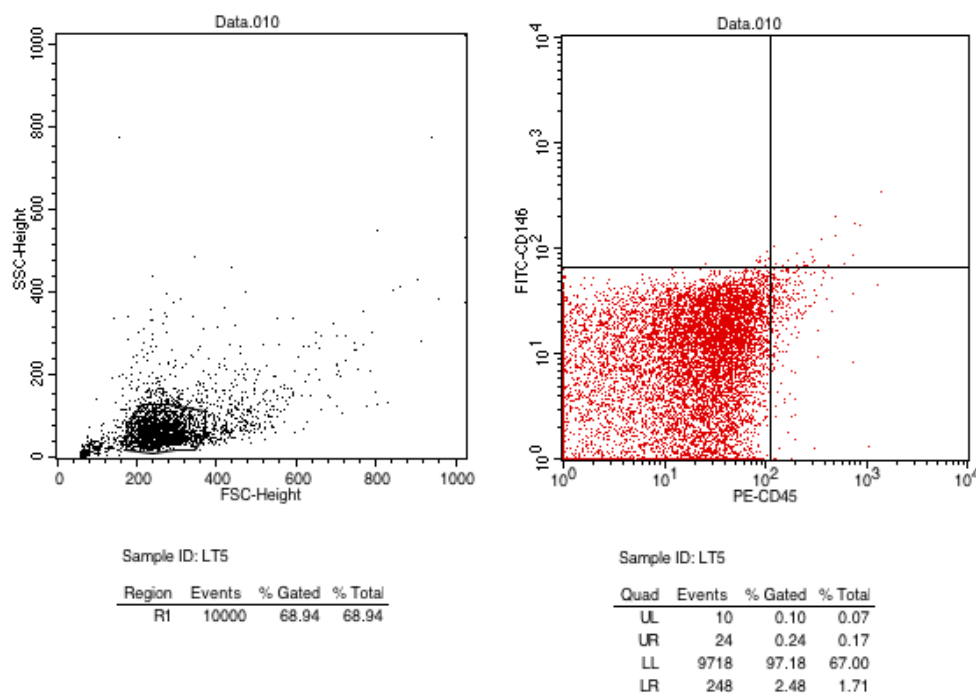 Data.010
1000
800
600
400
200
0
SSC-Height
0 200 400 600 800 1000
FSC-Height
Sample ID: LT5
Region Events % Gated % Total
R1 10000 68.94 68.94
Data.010
10^4
10^3
10^2
10^1
10^0
FITC-CD146
10^0 10^1 10^2 10^3 10^4
PE-CD45
Sample ID: LT5
Quad Events % Gated % Total
UL 10 0.10 0.07
UR 24 0.24 0.17
LL 9718 97.18 67.00
LR 248 2.48 1.71